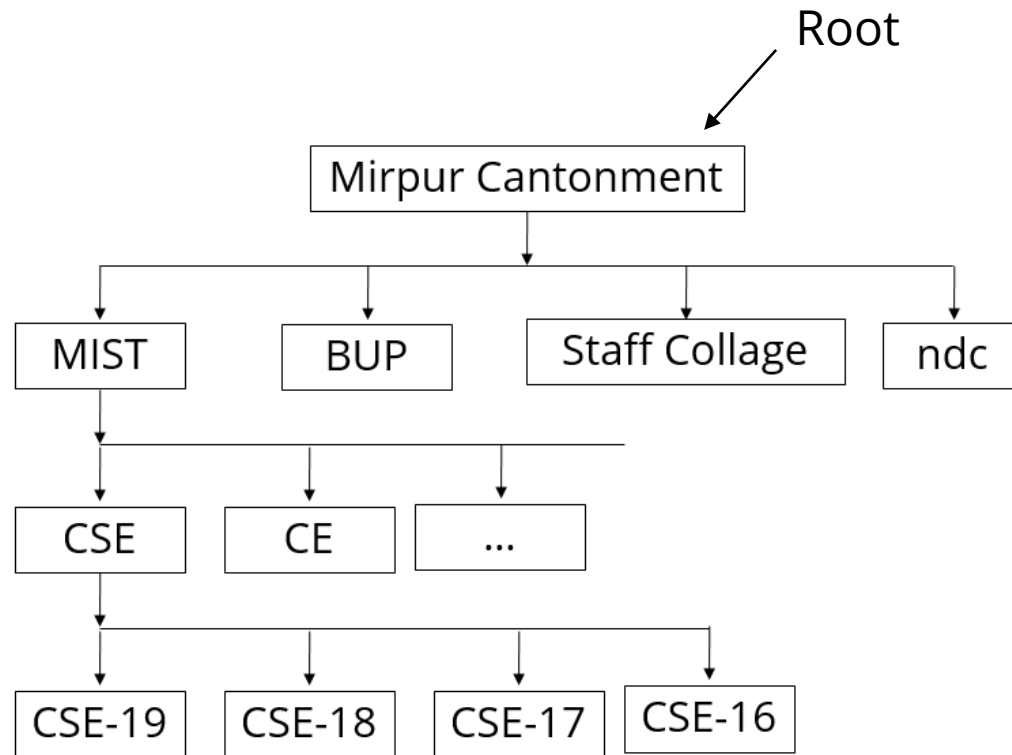 Root
Mirpur Cantonment
MIST
BUP
Staff Collage
ndc
CSE
CE
...
CSE-19
CSE-18
CSE-17
CSE-16